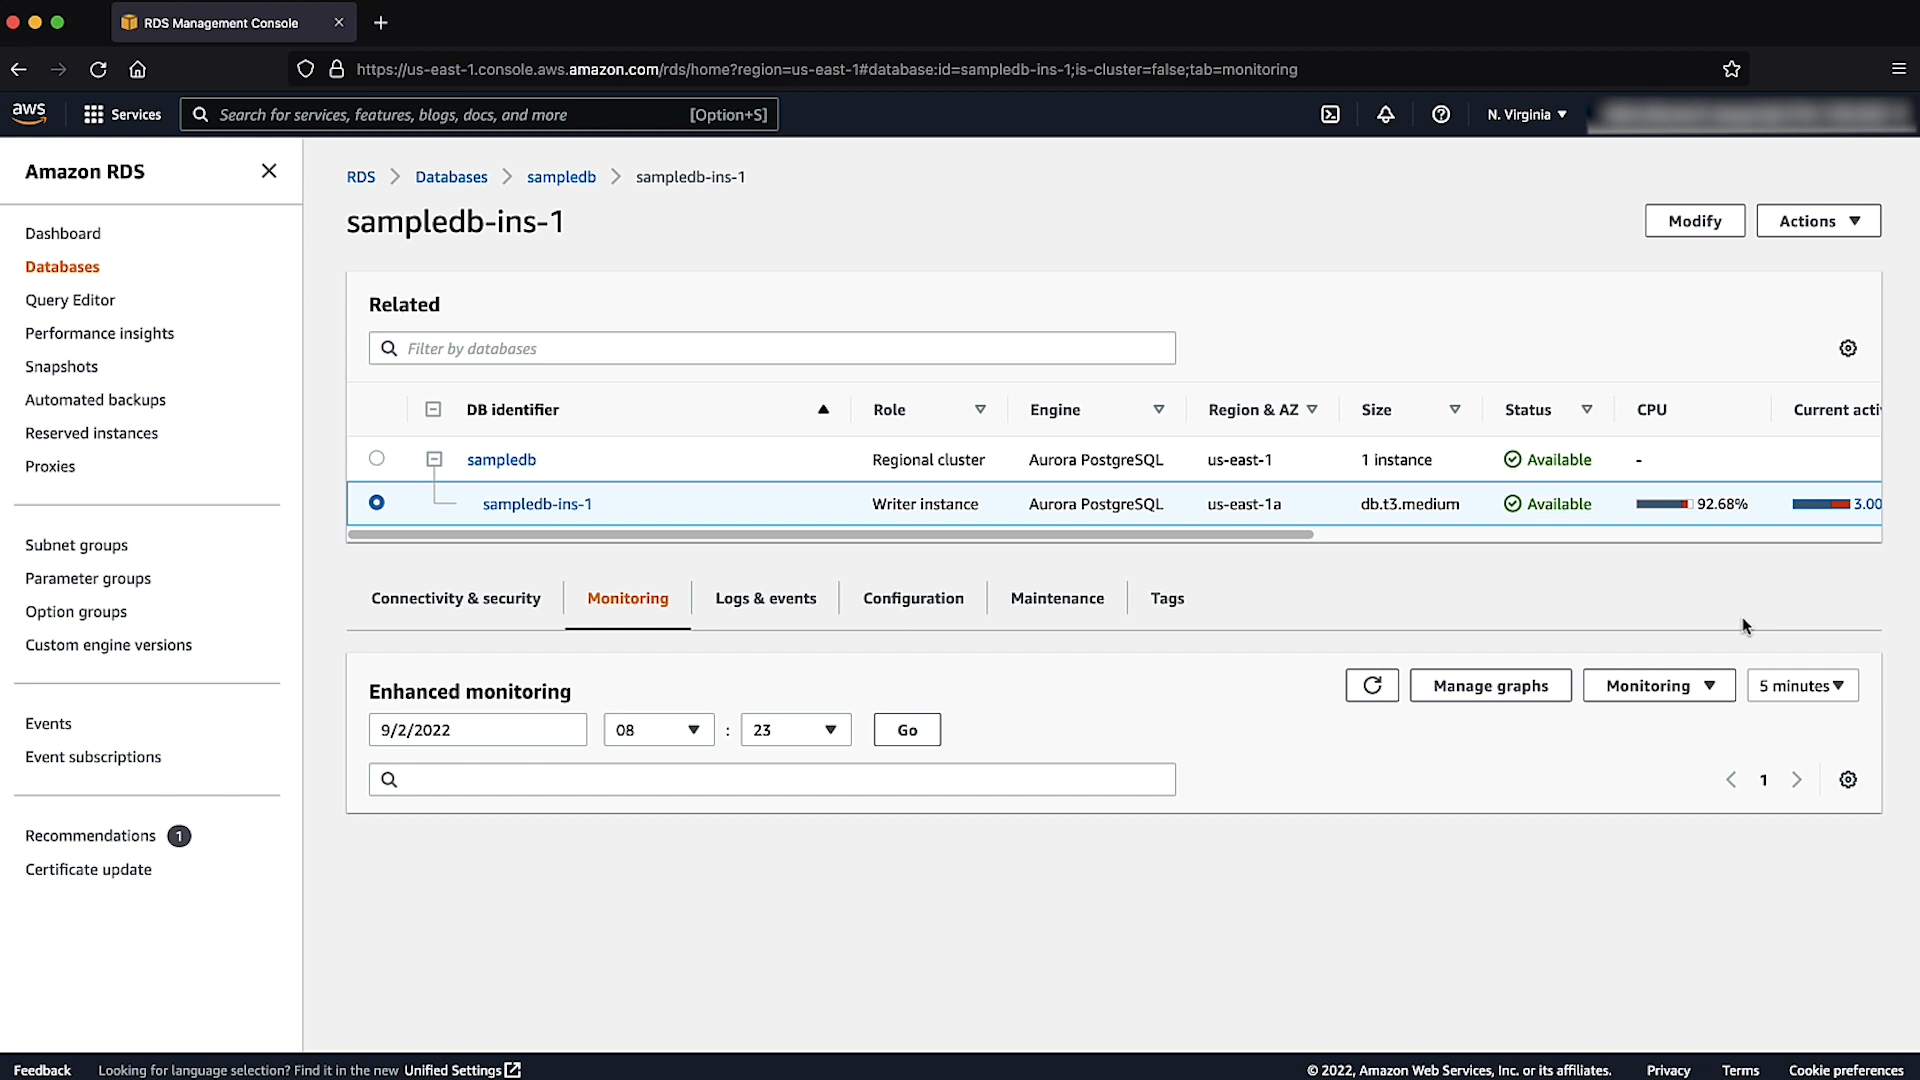 RDS Management Console
https://us-east-1.console.aws.amazon.com/rds/home?region=us-east-1#database:id=sampledb-ins-1;is-cluster=false;tab=monitoring
aws Services Search for services, features, blogs, docs, and more [Option+S] N. Virginia
Amazon RDS
Dashboard
Databases
Query Editor
Performance insights
Snapshots
Automated backups
Reserved instances
Proxies
Subnet groups
Parameter groups
Option groups
Custom engine versions
Events
Event subscriptions
Recommendations 1
Certificate update
RDS Databases sampledb sampledb-ins-1
sampledb-ins-1
Modify Actions
Related
Filter by databases
DB identifier Role Engine Region & AZ Size Status CPU Current acti
sampledb Regional cluster Aurora PostgreSQL us-east-1 1 instance Available -
sampledb-ins-1 Writer instance Aurora PostgreSQL us-east-1a db.t3.medium Available 92.68% 3.00
Connectivity & security Monitoring Logs & events Configuration Maintenance Tags
Enhanced monitoring
Manage graphs Monitoring 5 minutes
9/2/2022 08 : 23 Go
1
Feedback Looking for language selection? Find it in the new Unified Settings © 2022, Amazon Web Services, Inc. or its affiliates. Privacy Terms Cookie preferences